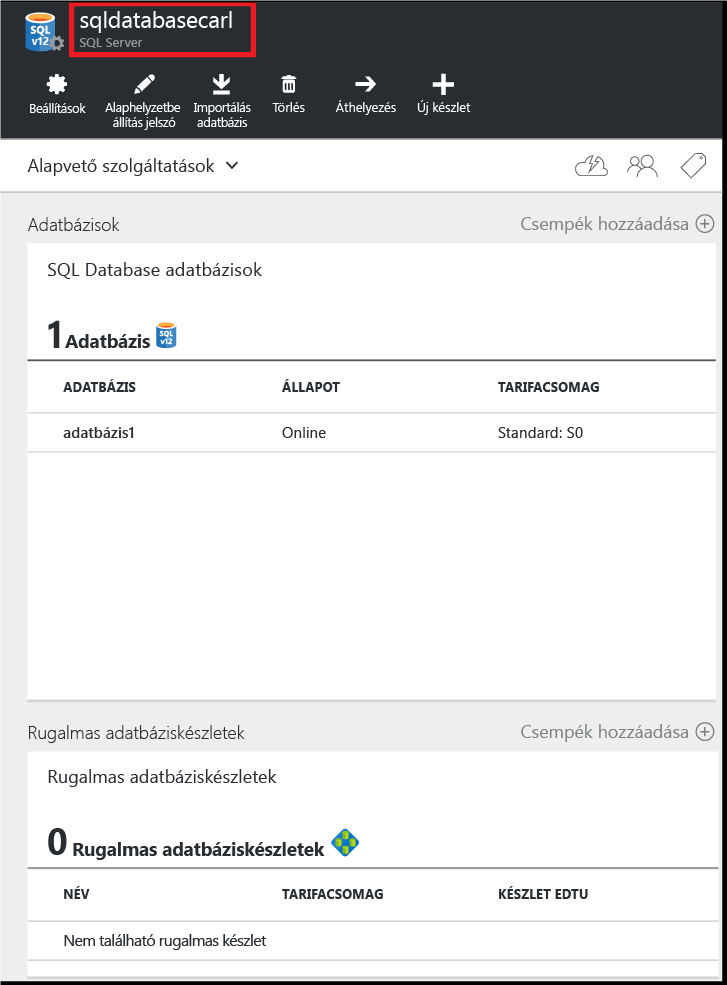 SQL
v12
sqldatabasecarl
SQL Server
Beállítások
Alaphelyzetbe
állítás jelszó
Importálás
adatbázis
Törlés
Áthelyezés
Új készlet
Alapvető szolgáltatások
Adatbázisok
Csempék hozzáadása
SQL Database adatbázisok
1 Adatbázis
SQL
v12
ADATBÁZIS ÁLLAPOT TARIFACSOMAG
adatbázis1 Online Standard: S0
Rugalmas adatbáziskészletek
Csempék hozzáadása
Rugalmas adatbáziskészletek
0 Rugalmas adatbáziskészletek
NÉV TARIFACSOMAG KÉSZLET EDTU
Nem található rugalmas készlet